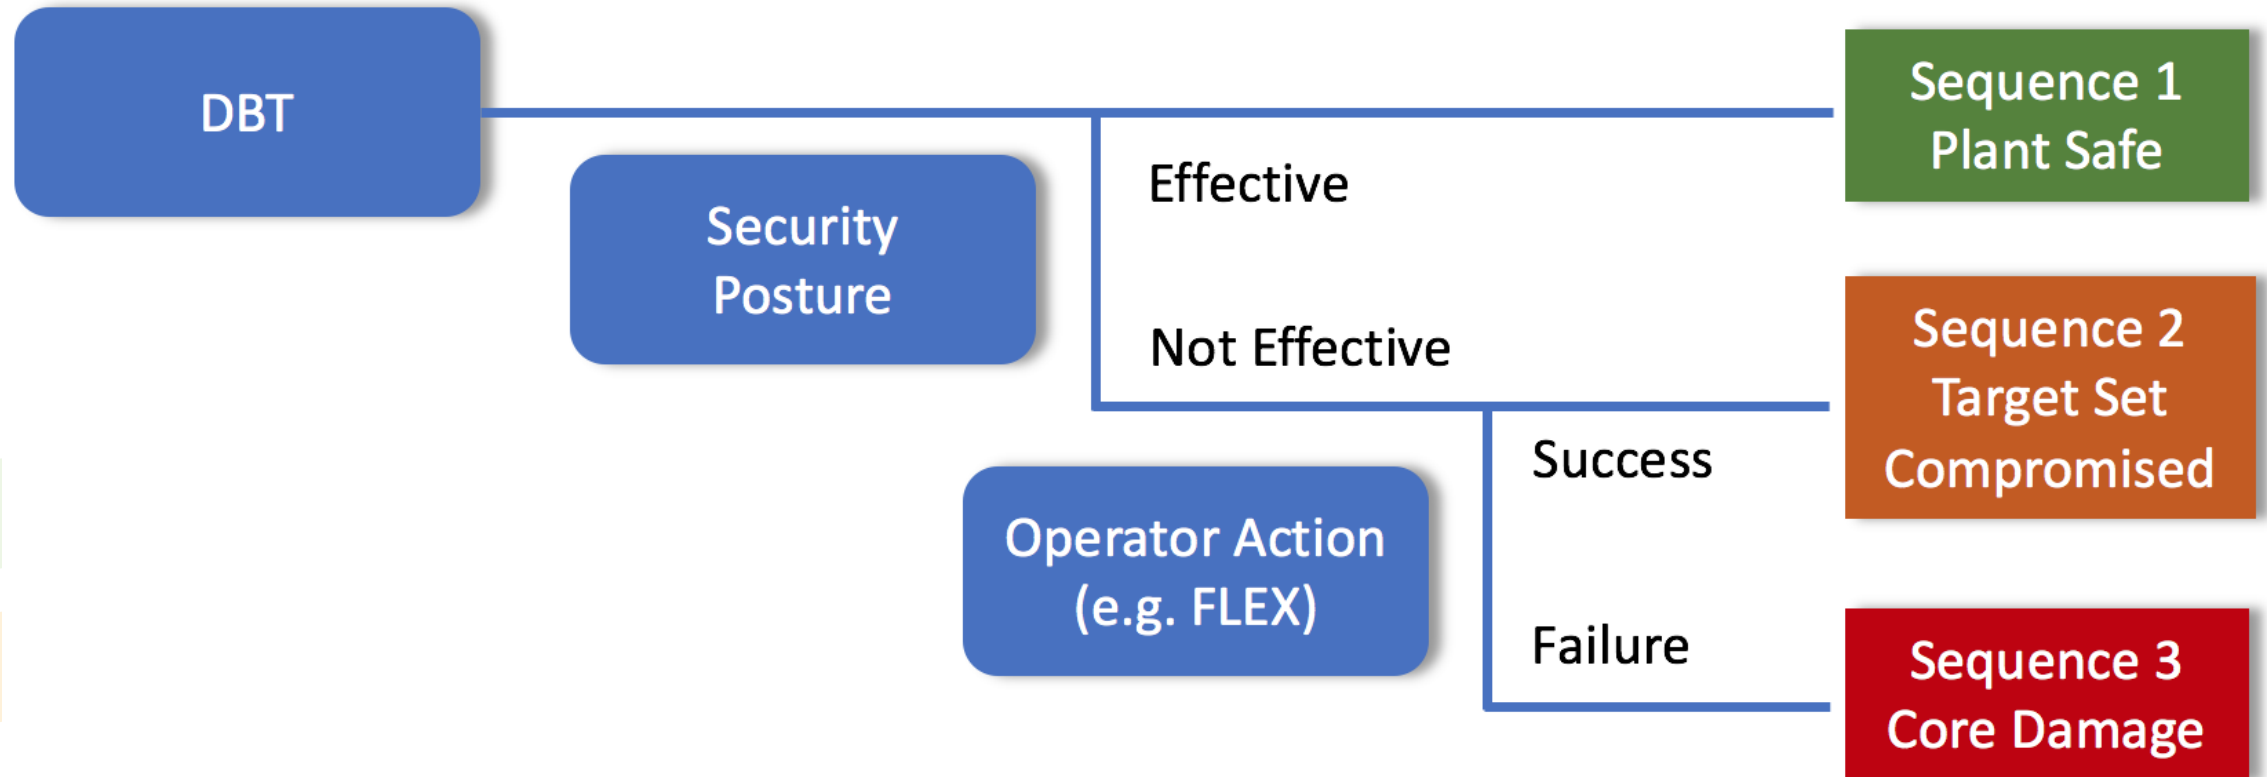 DBT
Security
Posture
Effective
Not Effective
Operator Action
(e.g. FLEX)
Success
Failure
Sequence 1
Plant Safe
Sequence 2
Target Set
Compromised
Sequence 3
Core Damage